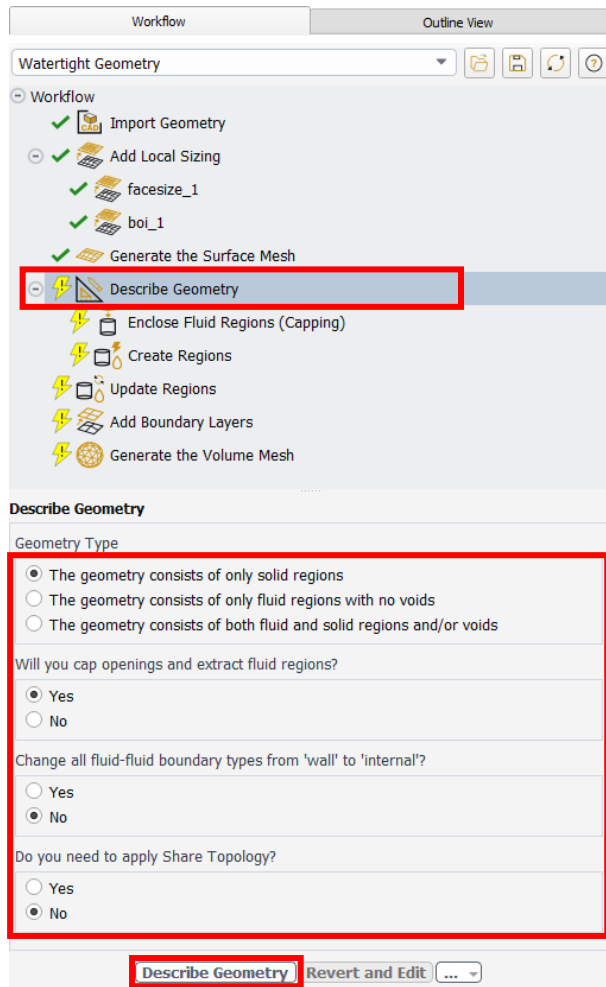 Workflow
Outline View
Watertight Geometry
?
Workflow
CAD
Import Geometry
Add Local Sizing
facesize_1
boi_1
Generate the Surface Mesh
Describe Geometry
Enclose Fluid Regions (Capping)
Create Regions
Update Regions
Add Boundary Layers
Generate the Volume Mesh
Describe Geometry
Geometry Type
The geometry consists of only solid regions
The geometry consists of only fluid regions with no voids
The geometry consists of both fluid and solid regions and/or voids
Will you cap openings and extract fluid regions?
Yes
No
Change all fluid-fluid boundary types from 'wall' to 'internal'?
Yes
No
Do you need to apply Share Topology?
Yes
No
Describe Geometry Revert and Edit ...